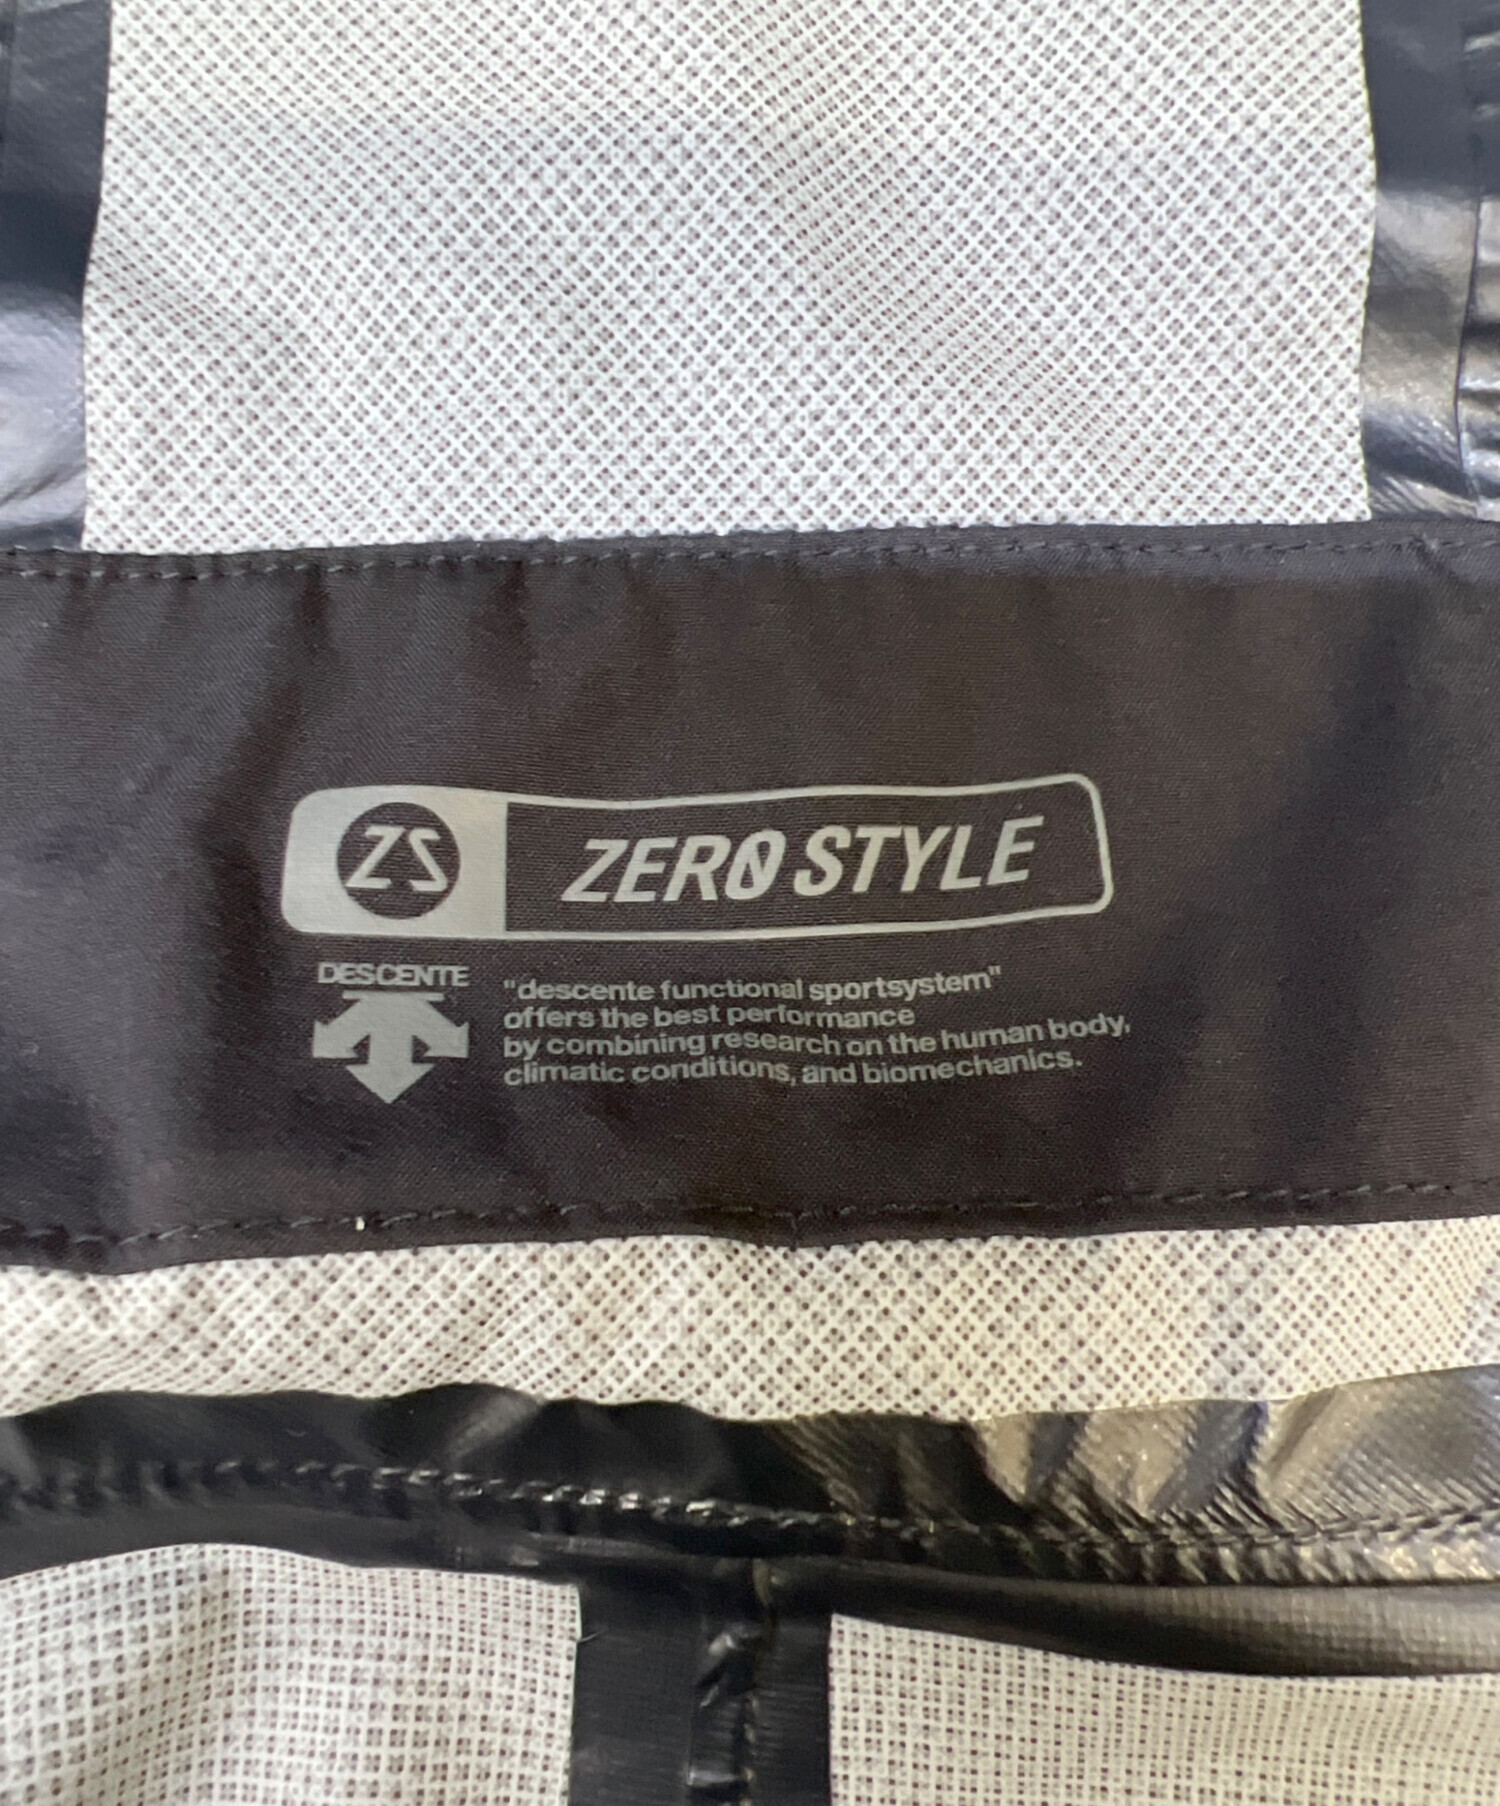 ZS ZERO STYLE
DESCENTE
"descente functional sportsystem"
offers the best performance
by combining research on the human body,
climatic conditions, and biomechanics.